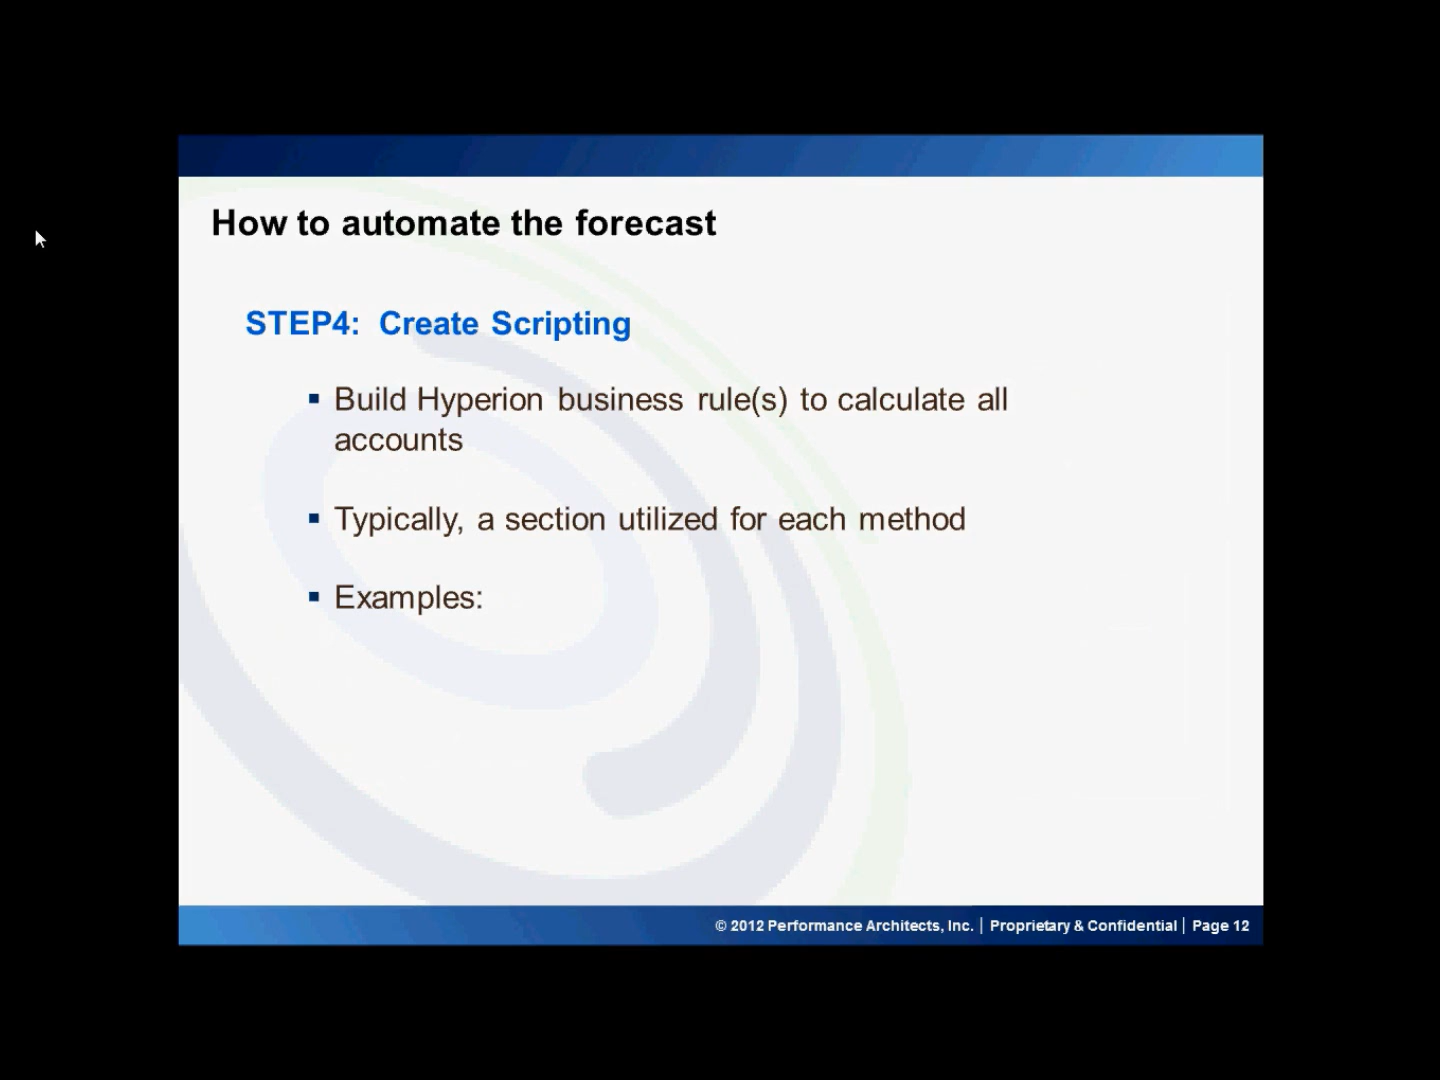 How to automate the forecast
STEP4: Create Scripting
▪ Build Hyperion business rule(s) to calculate all
accounts
▪ Typically, a section utilized for each method
▪ Examples:
© 2012 Performance Architects, Inc. | Proprietary & Confidential | Page 12